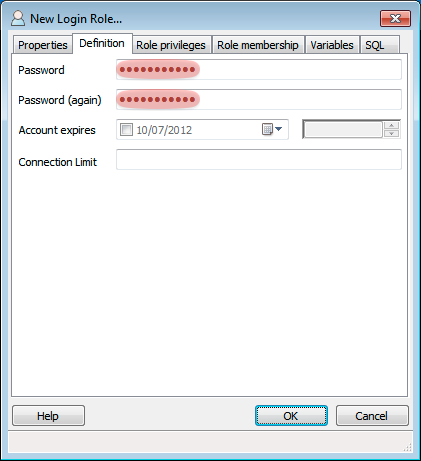 New Login Role...
Properties Definition Role privileges Role membership Variables SQL
Password ●●●●●●●●●●●
Password (again) ●●●●●●●●●●●
Account expires 10/07/2012
Connection Limit
Help OK Cancel